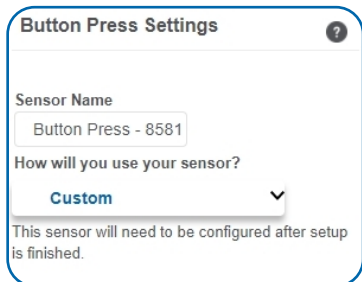 Button Press Settings
?
Sensor Name
Button Press - 8581
How will you use your sensor?
Custom
This sensor will need to be configured after setup
is finished.